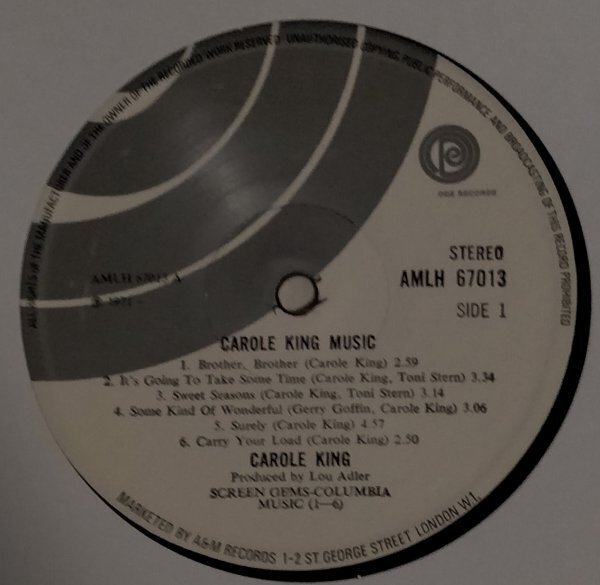 ALL RIGHTS OF THE MANUFACTURER AND OF THE OWNER OF THE RECORDED WORK RESERVED UNAUTHORISED COPYING, PUBLIC PERFORMANCE AND BROADCASTING OF THIS RECORD PROHIBITED
ODE RECORDS
STEREO
AMLH 67013
SIDE 1
AMLH 67013 A
℗ 1971
CAROLE KING MUSIC
1. Brother, Brother (Carole King) 2.59
2. It's Going To Take Some Time (Carole King, Toni Stern) 3.34
3. Sweet Seasons (Carole King, Toni Stern) 3.14
4. Some Kind Of Wonderful (Gerry Goffin, Carole King) 3.06
5. Surely (Carole King) 4.57
6. Carry Your Load (Carole King) 2.50
CAROLE KING
Produced by Lou Adler
SCREEN GEMS-COLUMBIA
MUSIC (1—6)
MARKETED BY A&M RECORDS 1-2 ST. GEORGE STREET LONDON W.1.